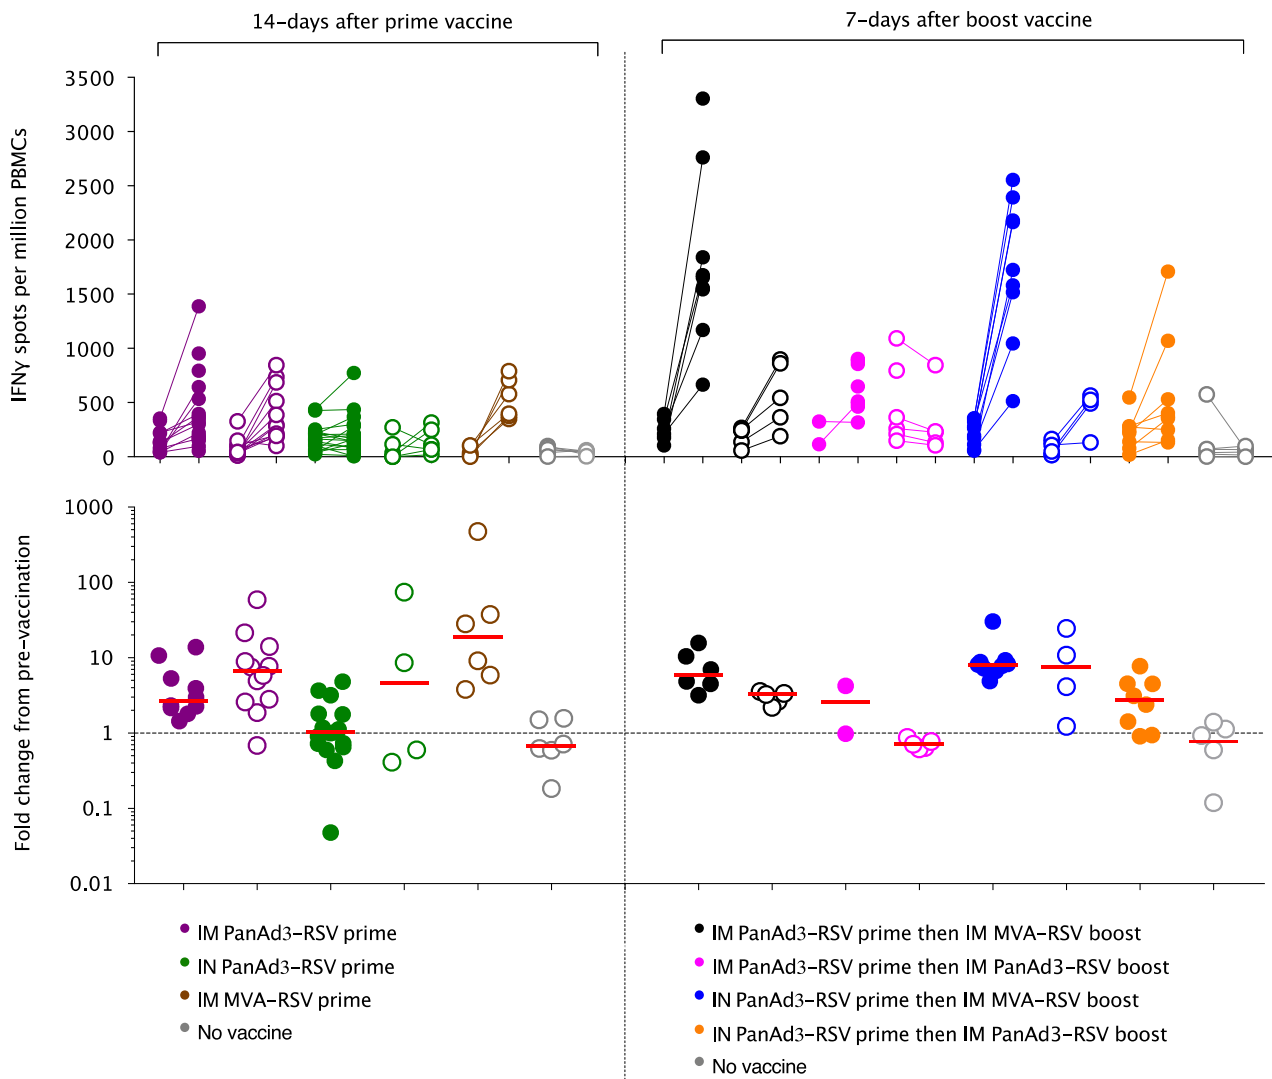 14-days after prime vaccine
7-days after boost vaccine
IFNγ spots per million PBMCs
3500
3000
2500
2000
1500
1000
500
0
Fold change from pre-vaccination
1000
100
10
1
0.1
0.01
IM PanAd3-RSV prime
IN PanAd3-RSV prime
IM MVA-RSV prime
No vaccine
IM PanAd3-RSV prime then IM MVA-RSV boost
IM PanAd3-RSV prime then IM PanAd3-RSV boost
IN PanAd3-RSV prime then IM MVA-RSV boost
IN PanAd3-RSV prime then IM PanAd3-RSV boost
No vaccine